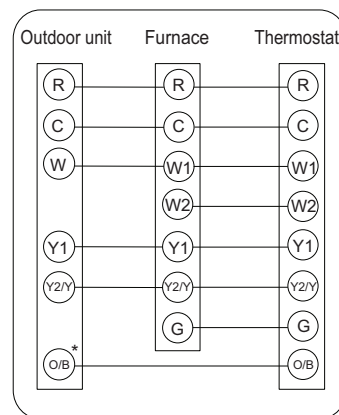 Outdoor unit Furnace Thermostat
R R R
C C C
W W1 W1
W2 W2
Y1 Y1 Y1
Y2/Y Y2/Y Y2/Y
G G
O/B * O/B